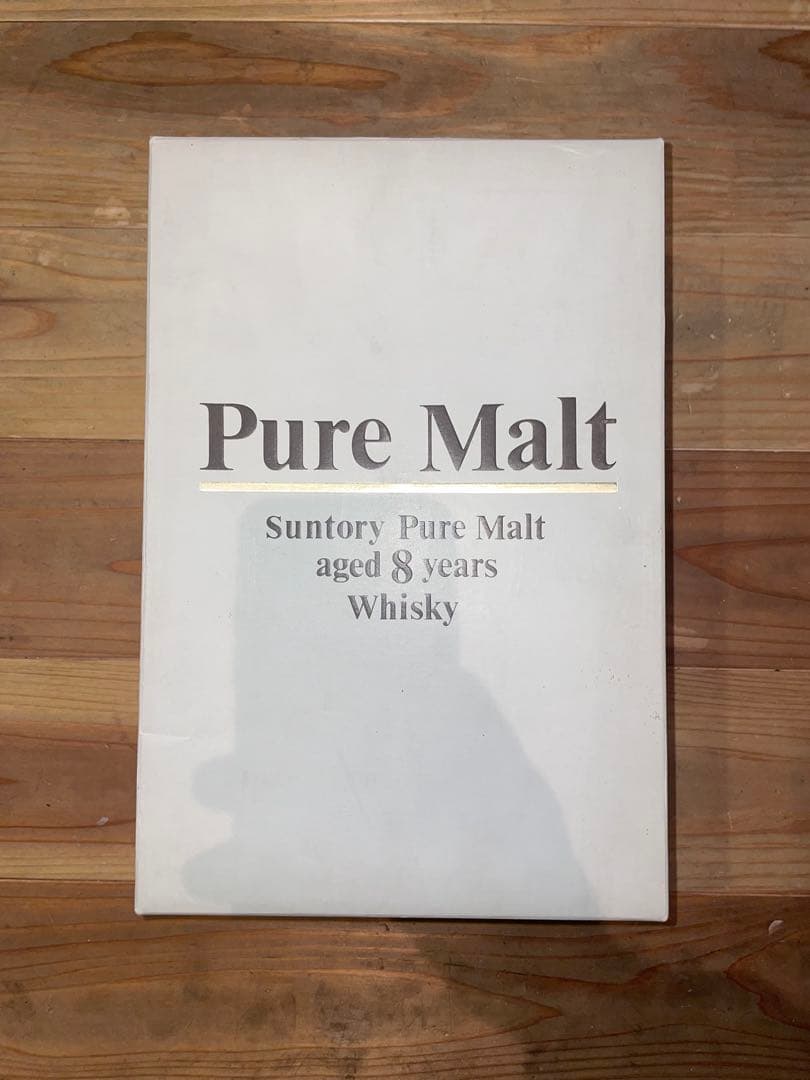 Pure Malt
Suntory Pure Malt
aged 8 years
Whisky